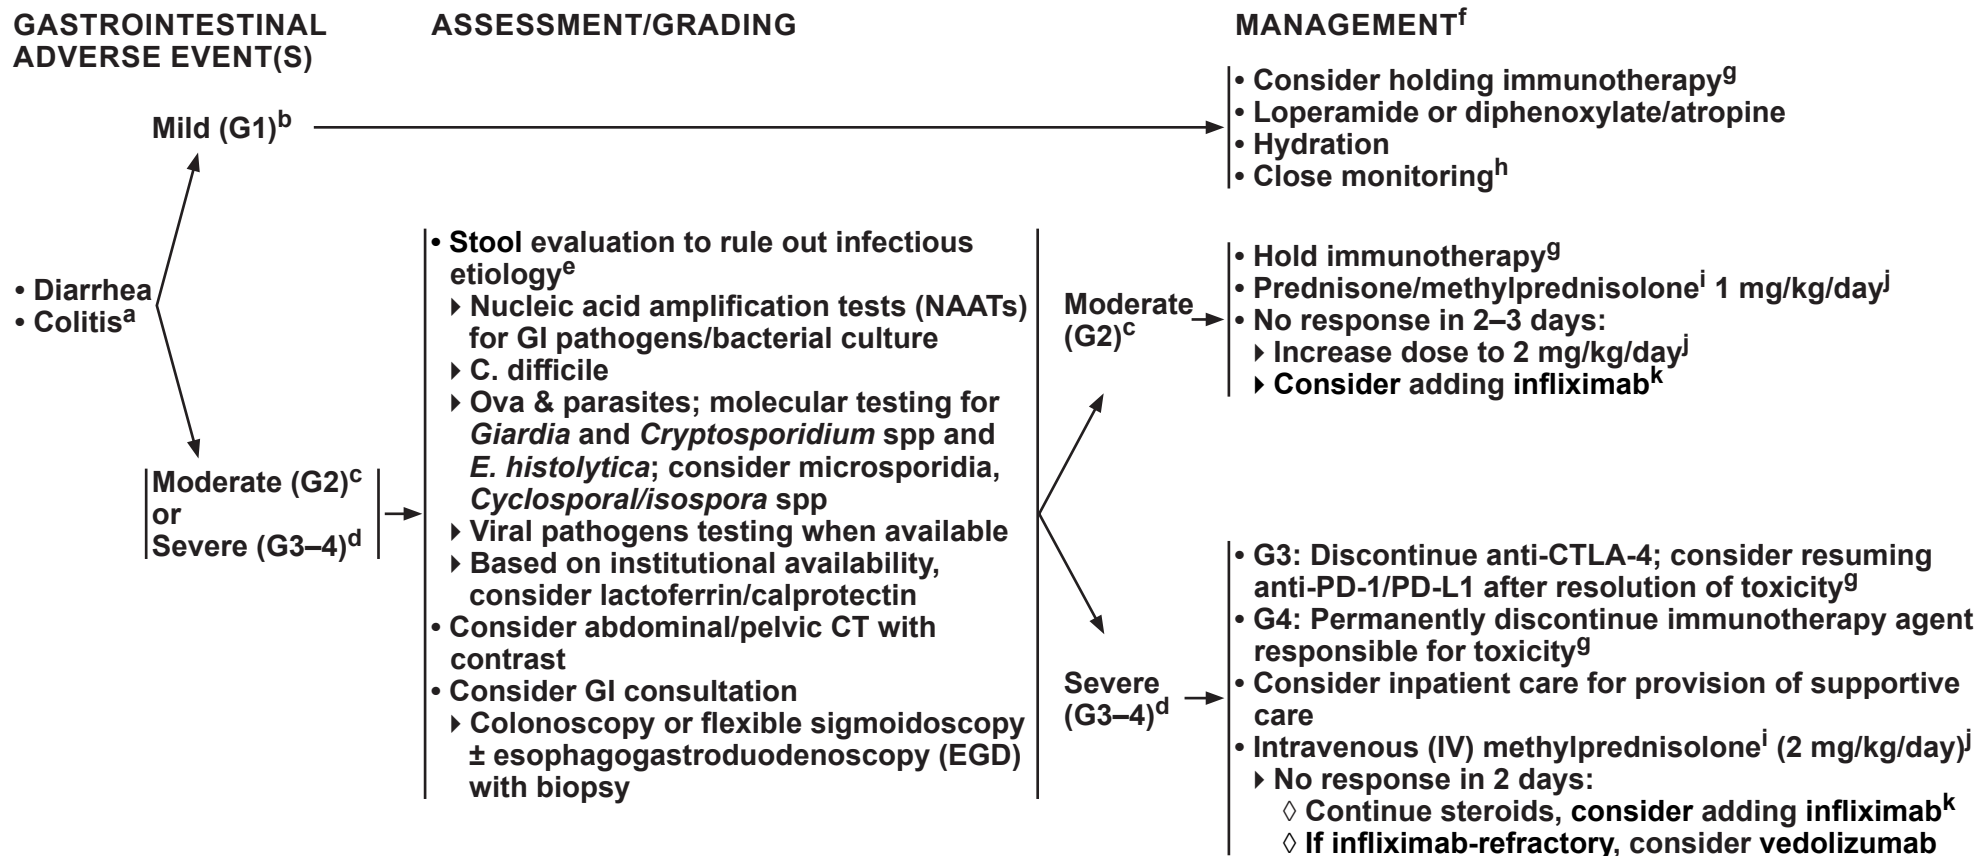 GASTROINTESTINAL
ADVERSE EVENT(S)
ASSESSMENT/GRADING
MANAGEMENTf
• Diarrhea
• Colitisa
Mild (G1)b
• Consider holding immunotherapyg
• Loperamide or diphenoxylate/atropine
• Hydration
• Close monitoringh
Moderate (G2)c
or
Severe (G3–4)d
• Stool evaluation to rule out infectious
etiologye
▸ Nucleic acid amplification tests (NAATs)
for GI pathogens/bacterial culture
▸ C. difficile
▸ Ova & parasites; molecular testing for
Giardia and Cryptosporidium spp and
E. histolytica; consider microsporidia,
Cyclosporal/isospora spp
▸ Viral pathogens testing when available
▸ Based on institutional availability,
consider lactoferrin/calprotectin
• Consider abdominal/pelvic CT with
contrast
• Consider GI consultation
▸ Colonoscopy or flexible sigmoidoscopy
± esophagogastroduodenoscopy (EGD)
with biopsy
Moderate
(G2)c
• Hold immunotherapyg
• Prednisone/methylprednisolonei 1 mg/kg/dayj
• No response in 2–3 days:
▸ Increase dose to 2 mg/kg/dayj
▸ Consider adding infliximabk
Severe
(G3–4)d
• G3: Discontinue anti-CTLA-4; consider resuming
anti-PD-1/PD-L1 after resolution of toxicityg
• G4: Permanently discontinue immunotherapy agent
responsible for toxicityg
• Consider inpatient care for provision of supportive
care
• Intravenous (IV) methylprednisolonei (2 mg/kg/day)j
▸ No response in 2 days:
◊ Continue steroids, consider adding infliximabk
◊ If infliximab-refractory, consider vedolizumab